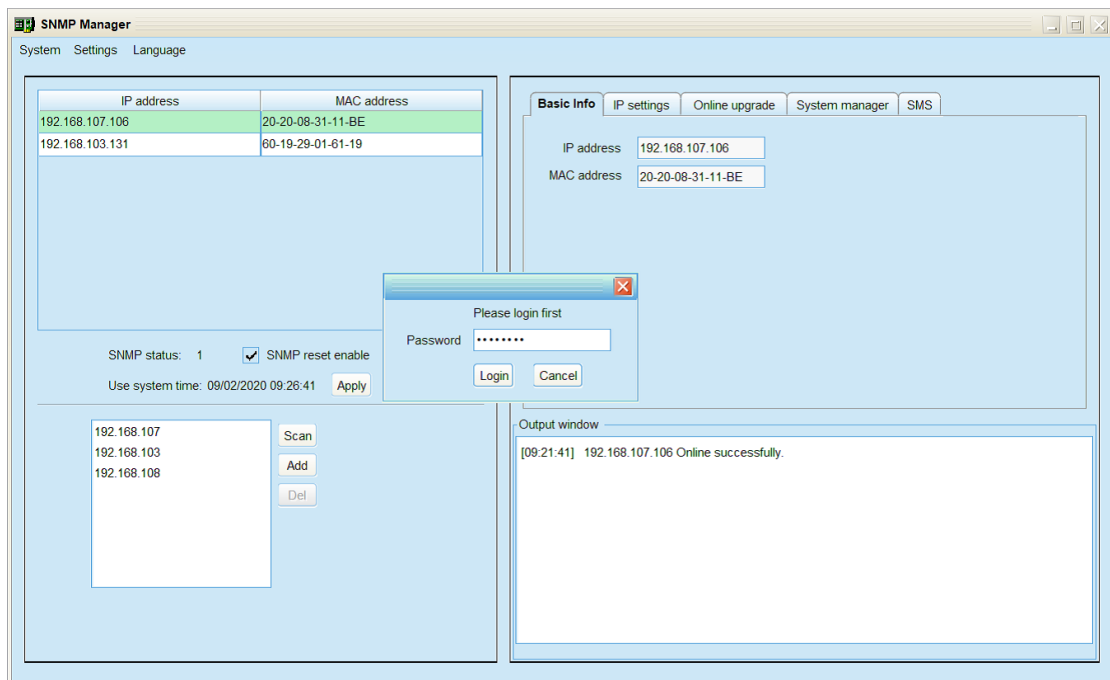 SNMP Manager
System Settings Language
IP address MAC address
192.168.107.106 20-20-08-31-11-BE
192.168.103.131 60-19-29-01-61-19
SNMP status: 1 SNMP reset enable
Use system time: 09/02/2020 09:26:41 Apply
192.168.107
192.168.103
192.168.108
Scan
Add
Del
Please login first
Password ••••••••
Login Cancel
Basic Info IP settings Online upgrade System manager SMS
IP address 192.168.107.106
MAC address 20-20-08-31-11-BE
Output window
[09:21:41] 192.168.107.106 Online successfully.